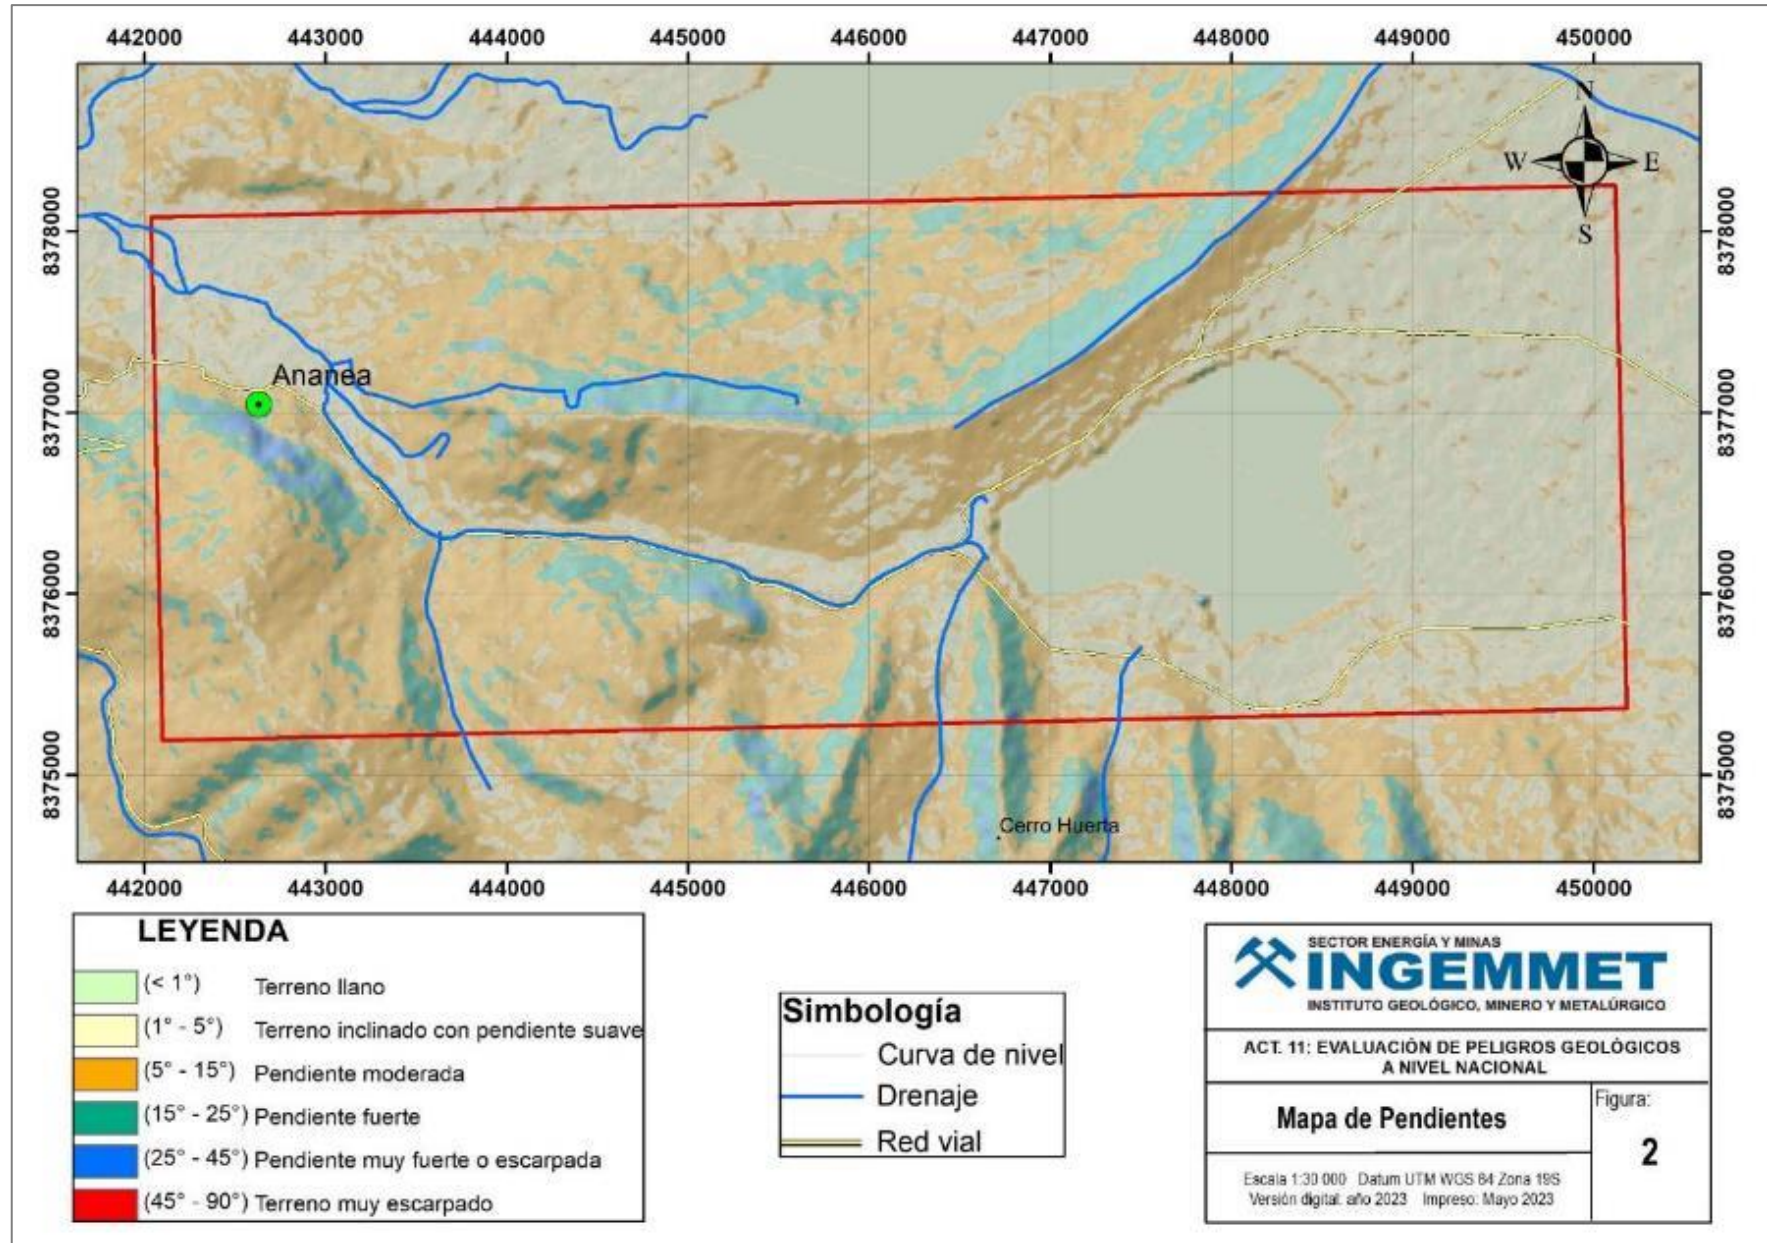 442000 443000 444000 445000 446000 447000 448000 449000 450000
N
W E
S
8378000 8378000
Ananea
8377000 8377000
8376000 8376000
8375000 8375000
Cerro Huerta
442000 443000 444000 445000 446000 447000 448000 449000 450000
LEYENDA
(< 1°) Terreno llano
(1° - 5°) Terreno inclinado con pendiente suave
(5° - 15°) Pendiente moderada
(15° - 25°) Pendiente fuerte
(25° - 45°) Pendiente muy fuerte o escarpada
(45° - 90°) Terreno muy escarpado
Simbología
Curva de nivel
Drenaje
Red vial
SECTOR ENERGÍA Y MINAS
INGEMMET
INSTITUTO GEOLÓGICO, MINERO Y METALÚRGICO
ACT. 11: EVALUACIÓN DE PELIGROS GEOLÓGICOS
A NIVEL NACIONAL
Mapa de Pendientes
Figura:
2
Escala 1:30 000 Datum UTM WGS 84 Zona 19S
Versión digital: año 2023 Impreso: Mayo 2023